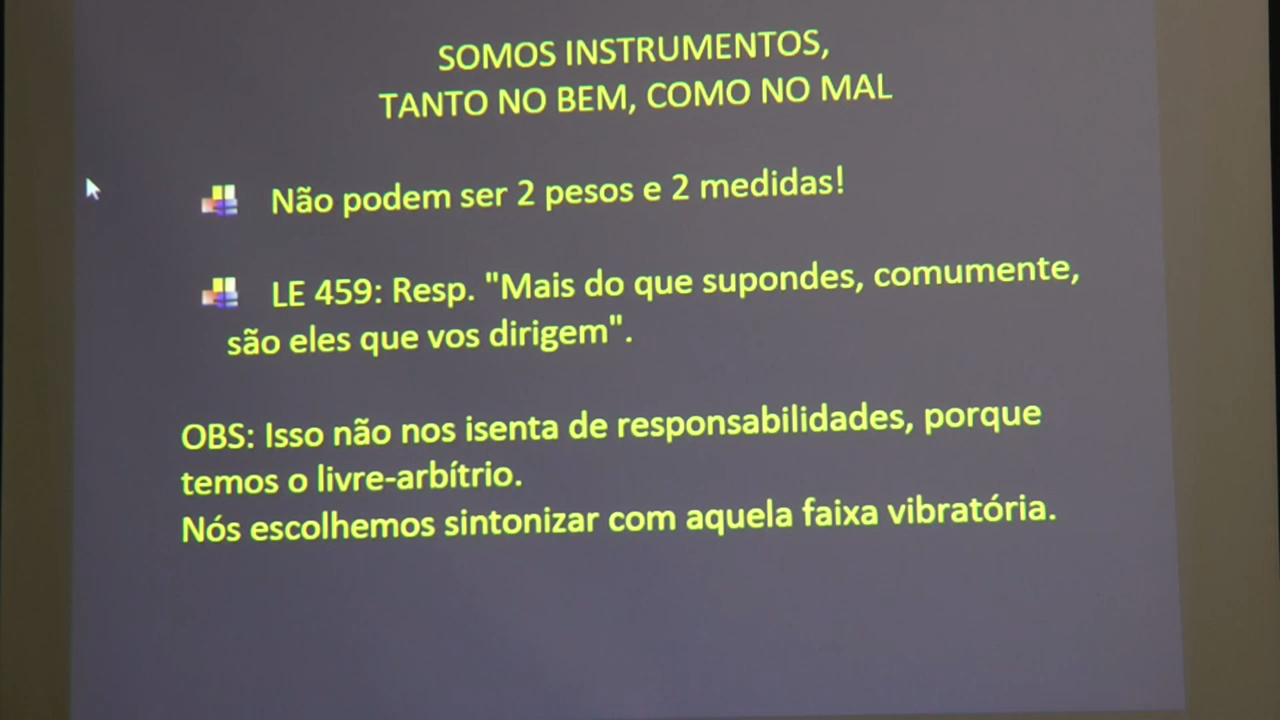 SOMOS INSTRUMENTOS,
TANTO NO BEM, COMO NO MAL
Não podem ser 2 pesos e 2 medidas!
LE 459: Resp. "Mais do que supondes, comumente,
são eles que vos dirigem".
OBS: Isso não nos isenta de responsabilidades, porque
temos o livre-arbítrio.
Nós escolhemos sintonizar com aquela faixa vibratória.